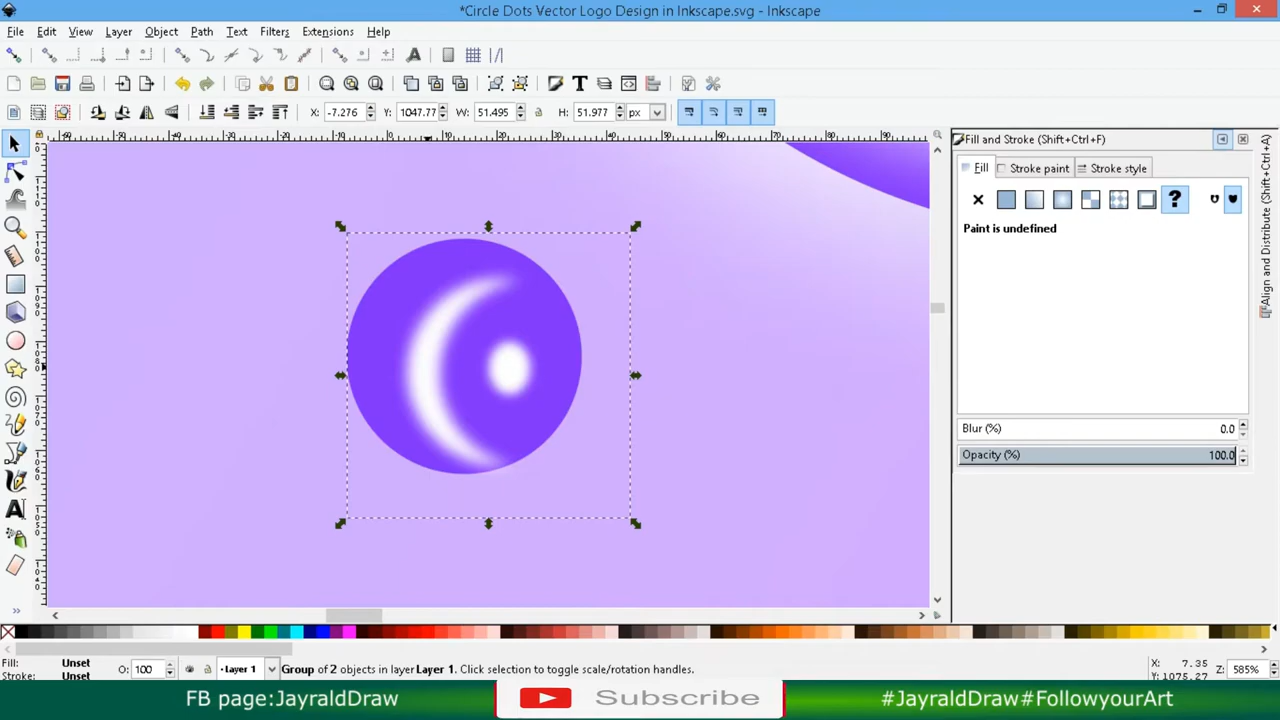 *Circle Dots Vector Logo Design in Inkscape.svg - Inkscape
File Edit View Layer Object Path Text Filters Extensions Help
X: -7.276 Y: 1047.77 W: 51.495 H: 51.977 px
Fill and Stroke (Shift+Ctrl+F)
Fill Stroke paint Stroke style
Paint is undefined
Blur (%) 0.0
Opacity (%) 100.0
Align and Distribute (Shift+Ctrl+A)
Fill: Unset
Stroke: Unset
O: 100
Layer 1
Group of 2 objects in layer Layer 1. Click selection to toggle scale/rotation handles.
X: 7.35
Y: 1075.27
Z: 585%
FB page:JayraldDraw
Subscribe
#JayraldDraw#FollowyourArt